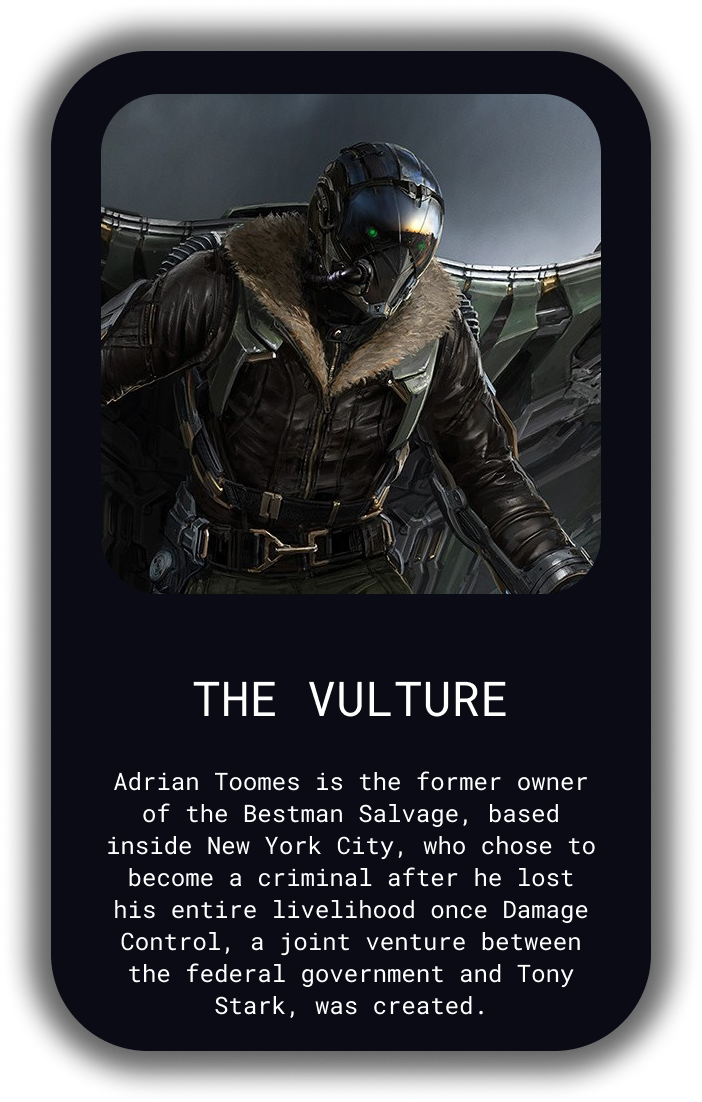 THE VULTURE
Adrian Toomes is the former owner
of the Bestman Salvage, based
inside New York City, who chose to
become a criminal after he lost
his entire livelihood once Damage
Control, a joint venture between
the federal government and Tony
Stark, was created.